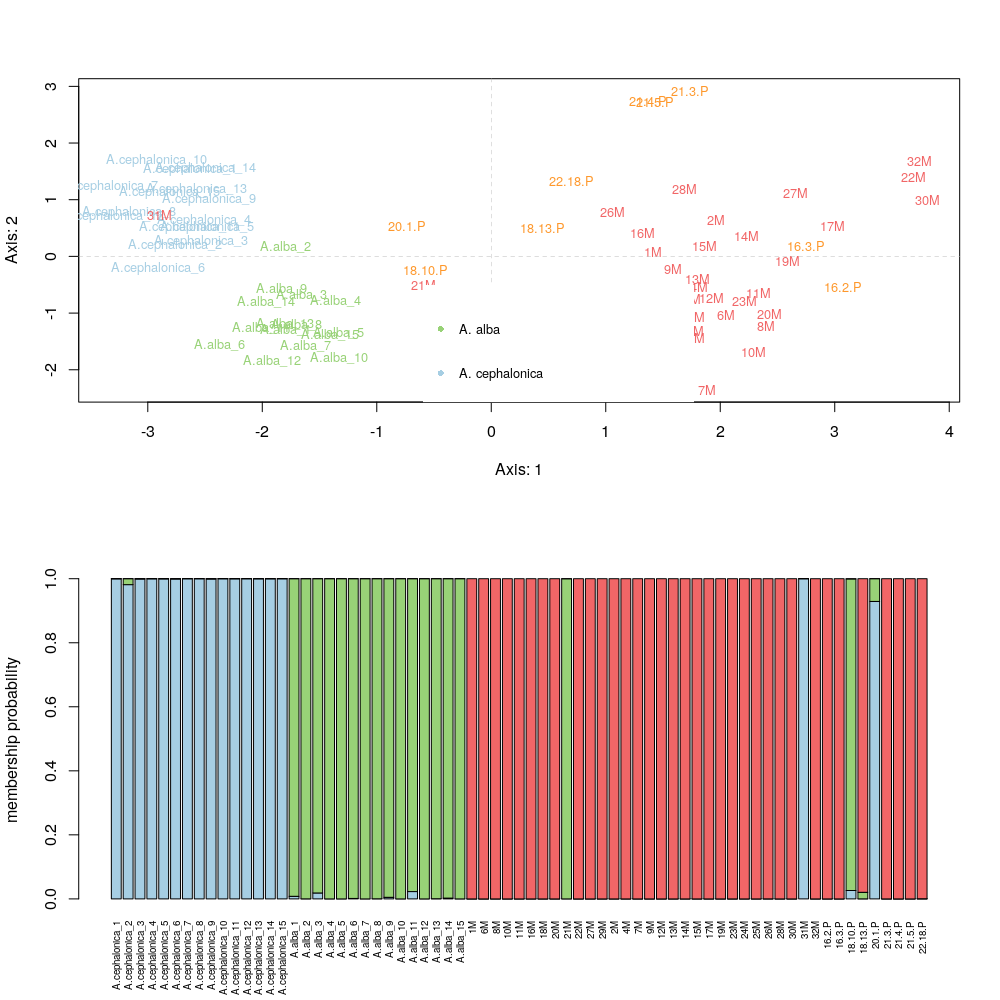 3
2
1
0
-1
-2
Axis: 2
21.3.P
21.5.P
A.cephalonica_10
A.cephalonica_14
32M
22.18.P
22M
A.cephalonica_13
28M
27M
A.cephalonica_9
30M
31M
26M
A.cephalonica_4
2M
20.1.P
18.13.P
17M
A.cephalonica_5
16M
14M
A.cephalonica_3
A.cephalonica_2
A.alba_2
15M
16.3.P
1M
19M
A.cephalonica_6
18.10.P
9M
13M
21M
16.2.P
A.alba_9
A.alba_3
11M
A.alba_14
A.alba_4
12M
23M
6M
20M
8M
A. alba
A.alba_5
A.alba_6
A.alba_7
10M
A.alba_12
A.alba_10
A. cephalonica
7M
-3 -2 -1 0 1 2 3 4
Axis: 1
membership probability
1.0
0.8
0.6
0.4
0.2
0.0
A.cephalonica_1
A.cephalonica_2
A.cephalonica_3
A.cephalonica_4
A.cephalonica_5
A.cephalonica_6
A.cephalonica_7
A.cephalonica_8
A.cephalonica_9
A.cephalonica_10
A.cephalonica_11
A.cephalonica_12
A.cephalonica_13
A.cephalonica_14
A.cephalonica_15
A.alba_1
A.alba_2
A.alba_3
A.alba_4
A.alba_5
A.alba_6
A.alba_7
A.alba_8
A.alba_9
A.alba_10
A.alba_11
A.alba_12
A.alba_13
A.alba_14
A.alba_15
1M
6M
8M
10M
11M
16M
18M
20M
21M
22M
27M
29M
2M
4M
7M
9M
12M
13M
14M
15M
17M
19M
23M
24M
25M
26M
28M
30M
31M
32M
16.2.P
16.3.P
18.10.P
18.13.P
20.1.P
21.3.P
21.4.P
21.5.P
22.18.P